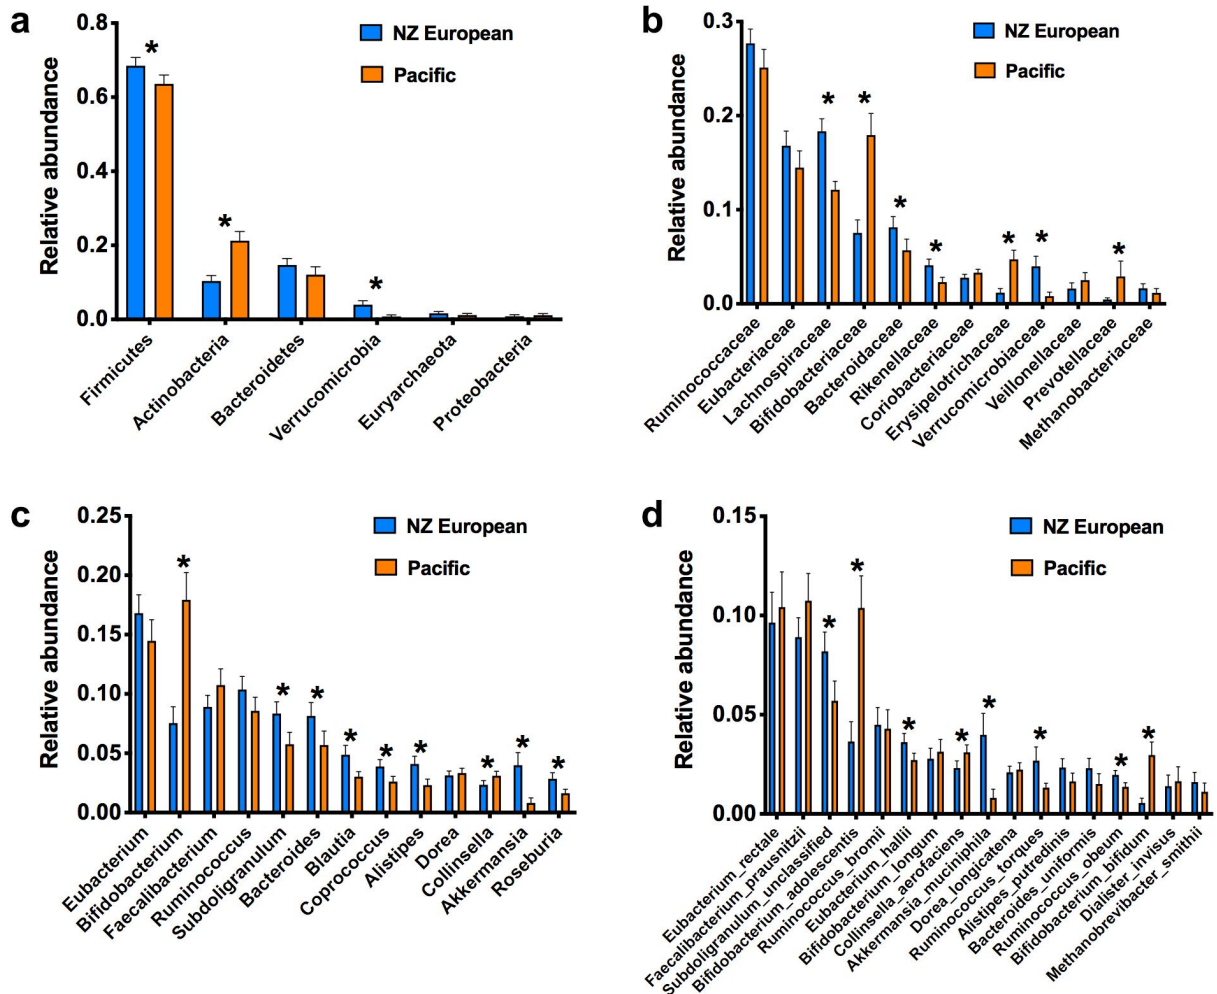 a
0.8
0.6
0.4
0.2
0.0
Relative abundance
*
*
*
NZ European
Pacific
Firmicutes
Actinobacteria
Bacteroidetes
Verrucomicrobia
Euryarchaeota
Proteobacteria
b
0.3
0.2
0.1
0.0
Relative abundance
*
*
*
*
*
*
*
NZ European
Pacific
Ruminoccaceae
Eubacteriaceae
Lachnospiraceae
Bifidobacteriaceae
Bacteroidaceae
Rikenellaceae
Coriobacteriaceae
Erysipelotrichaceae
Verrucomicrobiaceae
Veillonellaceae
Prevotellaceae
Methanobacteriaceae
c
0.25
0.20
0.15
0.10
0.05
0.00
Relative abundance
*
*
*
*
*
*
*
*
*
NZ European
Pacific
Eubacterium
Bifidobacterium
Faecalibacterium
Ruminococcus
Subdoligranulum
Bacteroides
Blautia
Coprococcus
Alistipes
Dorea
Collinsella
Akkermansia
Roseburia
d
0.15
0.10
0.05
0.00
Relative abundance
*
*
*
*
*
*
*
*
NZ European
Pacific
Eubacterium_rectale
Faecalibacterium_prausnitzii
Subdoligranulum_unclassified
Bifidobacterium_adolescentis
Ruminococcus_bromii
Eubacterium_hallii
Bifidobacterium_longum
Collinsella_aerofaciens
Akkermansia_muciniphila
Dorea_longicatena
Ruminococcus_torques
Alistipes_putredinis
Bacteroides_uniformis
Ruminococcus_obeum
Bifidobacterium_bifidum
Dialister_invisus
Methanobrevibacter_smithii